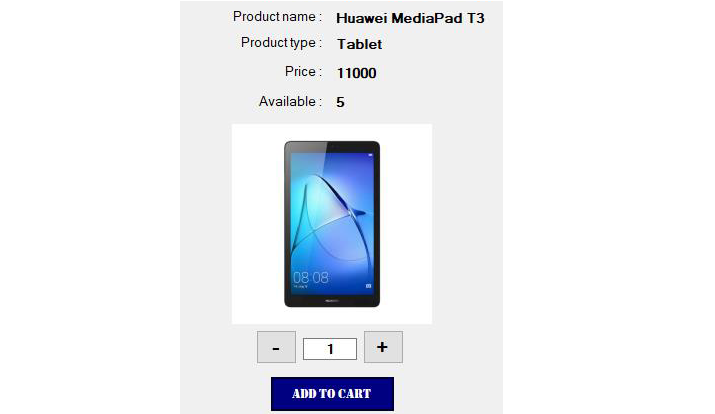 Product name : Huawei MediaPad T3
Product type : Tablet
Price : 11000
Available : 5
08:08
- 1 +
ADD TO CART